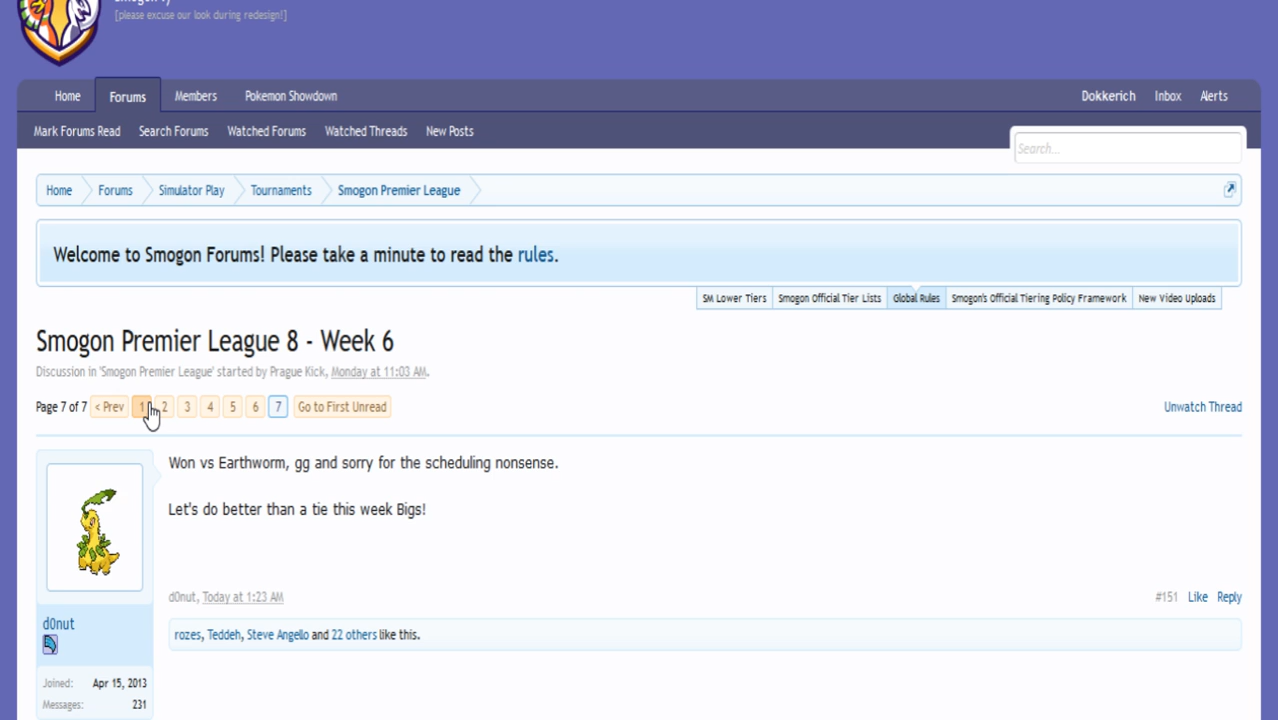 [please excuse our look during redesign!]
Home Forums Members Pokemon Showdown Dokkerich Inbox Alerts
Mark Forums Read Search Forums Watched Forums Watched Threads New Posts
Search...
Home Forums Simulator Play Tournaments Smogon Premier League
Welcome to Smogon Forums! Please take a minute to read the rules.
SM Lower Tiers Smogon Official Tier Lists Global Rules Smogon's Official Tiering Policy Framework New Video Uploads
Smogon Premier League 8 - Week 6
Discussion in 'Smogon Premier League' started by Prague Kick, Monday at 11:03 AM.
Page 7 of 7 < Prev 1 2 3 4 5 6 7 Go to First Unread Unwatch Thread
Won vs Earthworm, gg and sorry for the scheduling nonsense.
Let's do better than a tie this week Bigs!
d0nut, Today at 1:23 AM #151 Like Reply
d0nut
rozes, Teddeh, Steve Angello and 22 others like this.
Joined: Apr 15, 2013
Messages: 231